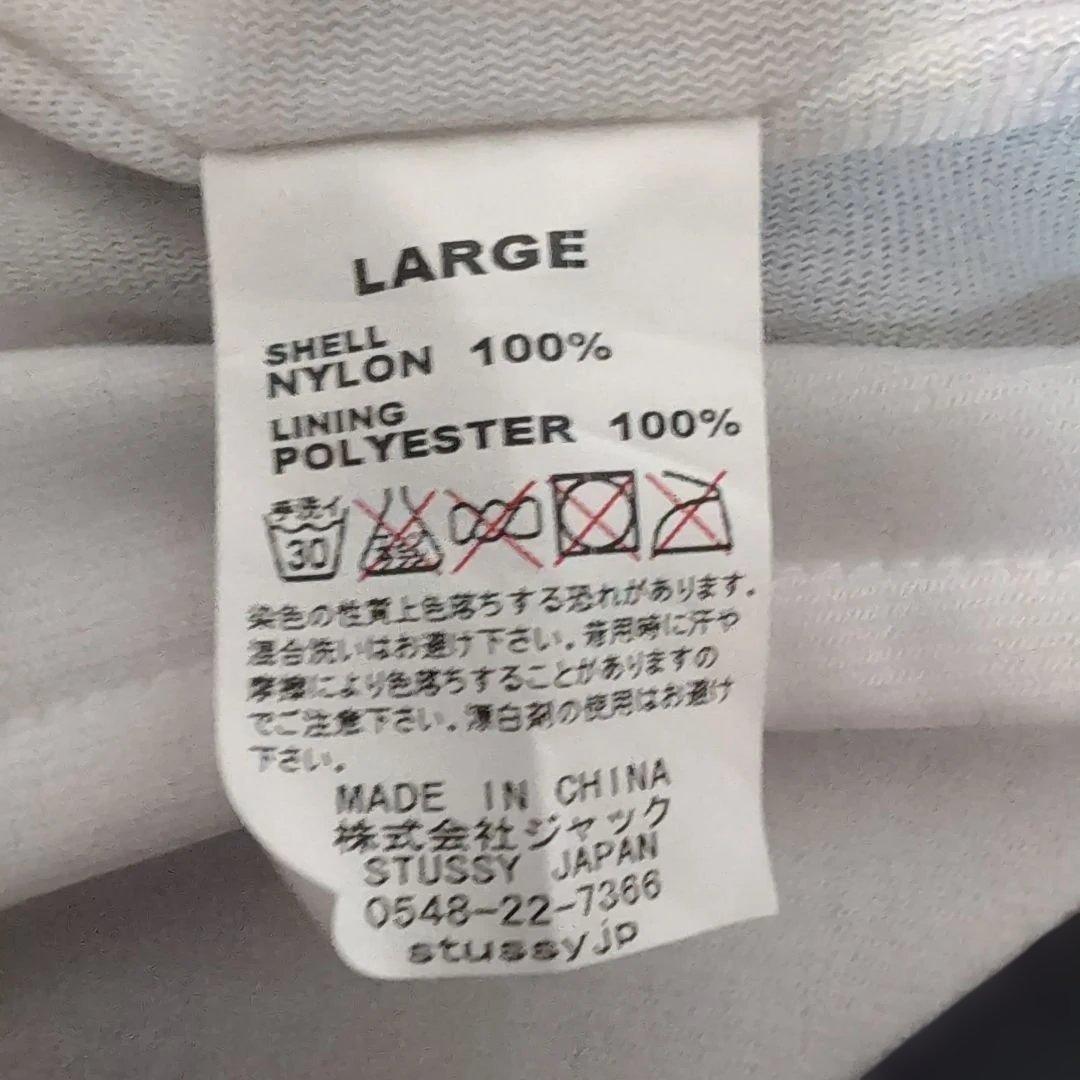 LARGE
SHELL
NYLON 100%
LINING
POLYESTER 100%
手洗イ
30
染色の性質上色落ちする恐れがあります.
混合洗いはお避け下さい.着用時に汗や
摩擦により色落ちすることがありますの
でご注意下さい.漂白剤の使用はお避け
下さい.
MADE IN CHINA
株式会社ジャック
STUSSY JAPAN
0548-22-7366
stussyjp